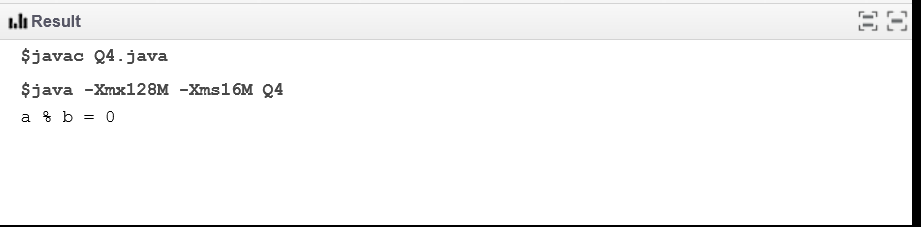 Result
$javac Q4.java
$java -Xmx128M -Xms16M Q4
a % b = 0